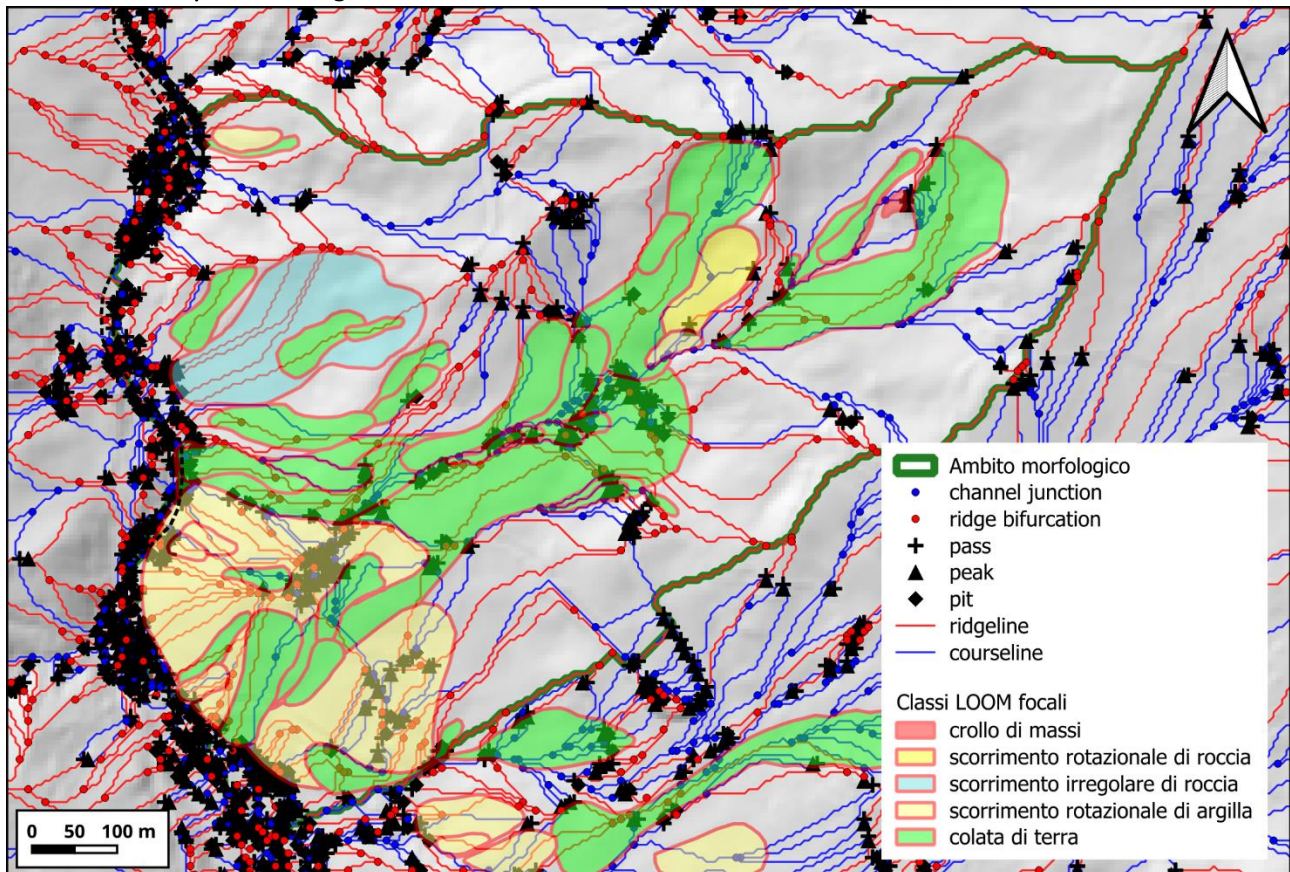 Ambito morfologico
channel junction
ridge bifurcation
pass
peak
pit
ridgeline
courseline
Classi LOOM focali
crollo di massi
scorrimento rotazionale di roccia
scorrimento irregolare di roccia
scorrimento rotazionale di argilla
colata di terra
0 50 100 m